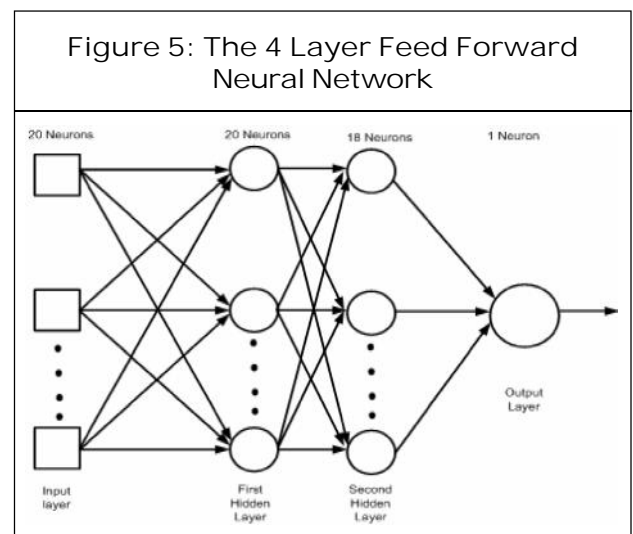 Figure 5: The 4 Layer Feed Forward
Neural Network
20 Neurons
20 Neurons
18 Neurons
1 Neuron
Output
Layer
Input
layer
First
Hidden
Layer
Second
Hidden
Layer